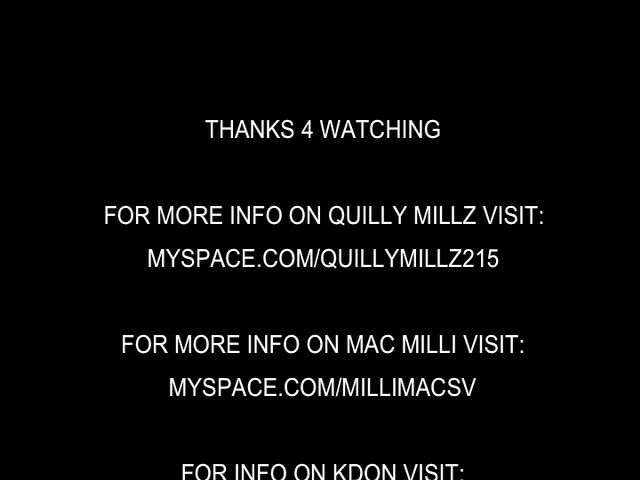 THANKS 4 WATCHING
FOR MORE INFO ON QUILLY MILLZ VISIT:
MYSPACE.COM/QUILLYMILLZ215
FOR MORE INFO ON MAC MILLI VISIT:
MYSPACE.COM/MILLIMACSV
FOR INFO ON KDON VISIT: